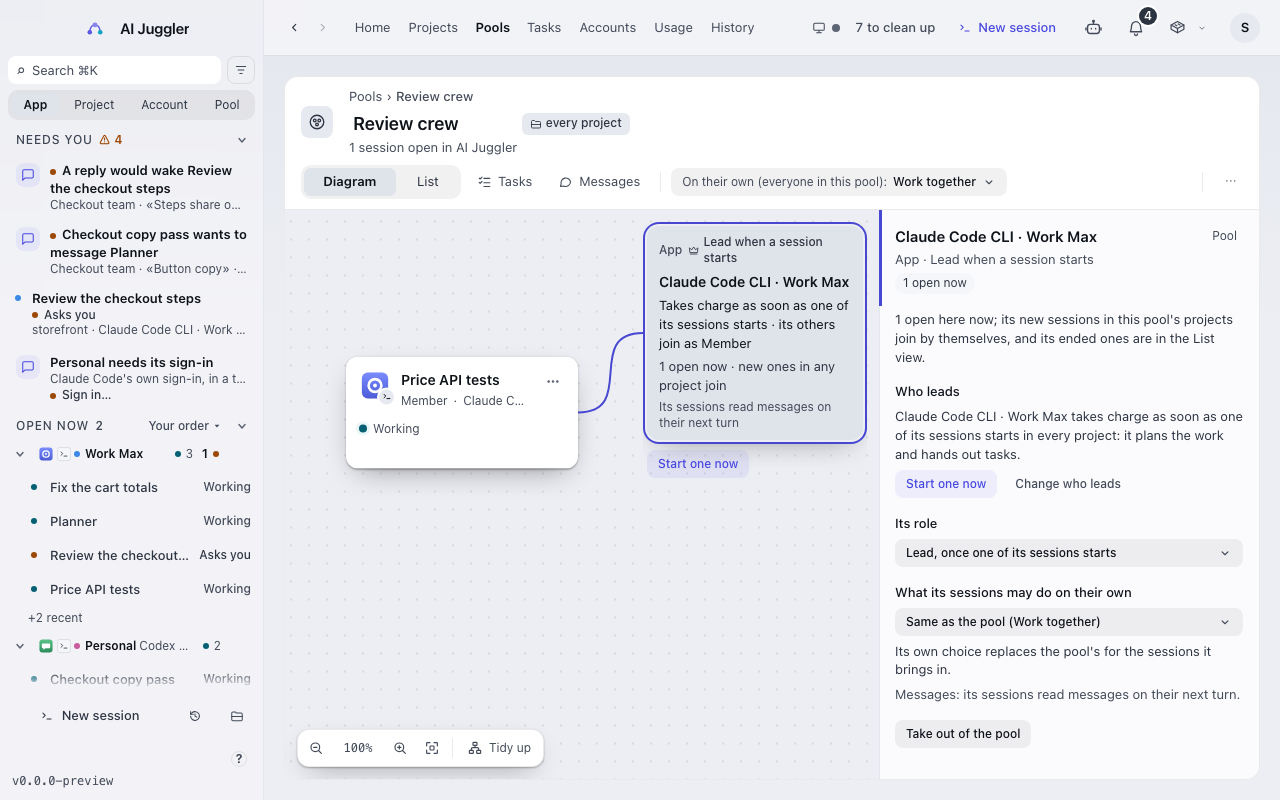 AI Juggler
Search ⌘K
App
Project
Account
Pool
NEEDS YOU
4
A reply would wake Review
the checkout steps
Checkout team · «Steps share o...
Checkout copy pass wants to
message Planner
Checkout team · «Button copy» ·...
Review the checkout steps
Asks you
storefront · Claude Code CLI · Work ...
Personal needs its sign-in
Claude Code's own sign-in, in a t...
Sign in...
OPEN NOW 2
Your order
Work Max
3
1
Fix the cart totals
Working
Planner
Working
Review the checkout...
Asks you
Price API tests
Working
+2 recent
Personal Codex ...
2
Checkout copy pass
Working
New session
?
v0.0.0-preview
Home
Projects
Pools
Tasks
Accounts
Usage
History
7 to clean up
New session
4
S
Pools › Review crew
Review crew
every project
1 session open in AI Juggler
Diagram
List
Tasks
Messages
On their own (everyone in this pool): Work together
...
Price API tests
...
Member · Claude C...
Working
App
Lead when a session
starts
Claude Code CLI · Work Max
Takes charge as soon as one of
its sessions starts · its others
join as Member
1 open now · new ones in any
project join
Its sessions read messages on
their next turn
Start one now
100%
Tidy up
Claude Code CLI · Work Max
Pool
App · Lead when a session starts
1 open now
1 open here now; its new sessions in this pool's projects
join by themselves, and its ended ones are in the List
view.
Who leads
Claude Code CLI · Work Max takes charge as soon as one
of its sessions starts in every project: it plans the work
and hands out tasks.
Start one now
Change who leads
Its role
Lead, once one of its sessions starts
What its sessions may do on their own
Same as the pool (Work together)
Its own choice replaces the pool's for the sessions it
brings in.
Messages: its sessions read messages on their next turn.
Take out of the pool